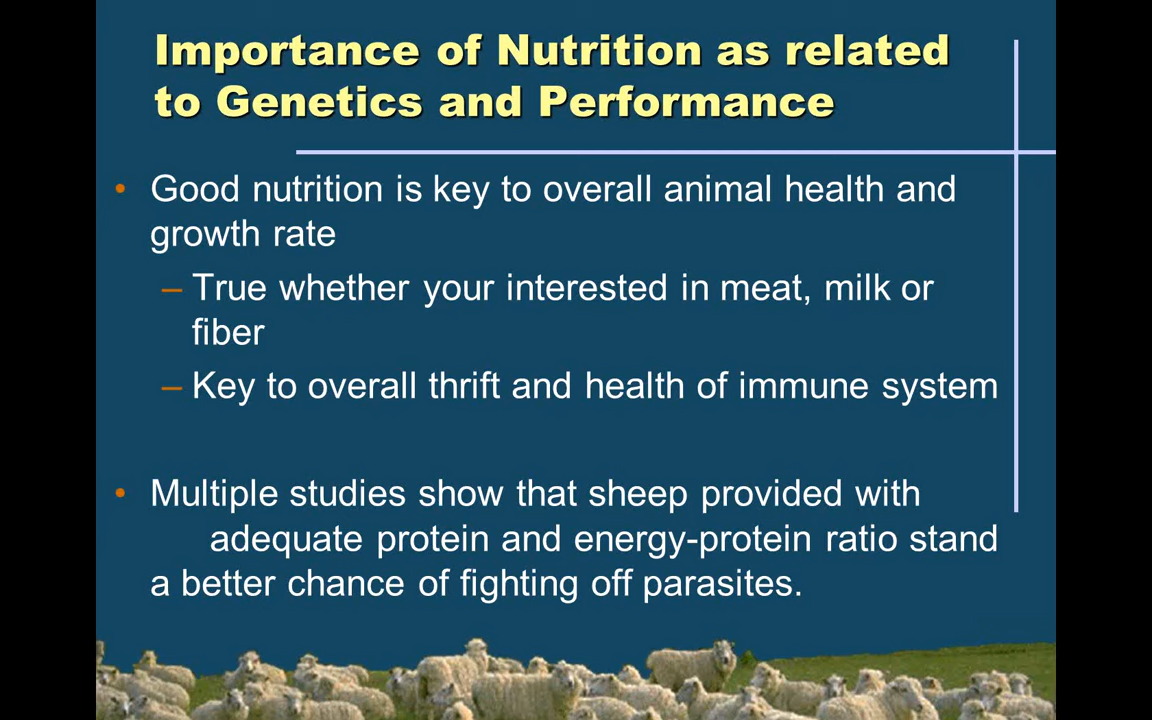 Importance of Nutrition as related
to Genetics and Performance
• Good nutrition is key to overall animal health and
growth rate
– True whether your interested in meat, milk or
fiber
– Key to overall thrift and health of immune system
• Multiple studies show that sheep provided with
adequate protein and energy-protein ratio stand
a better chance of fighting off parasites.